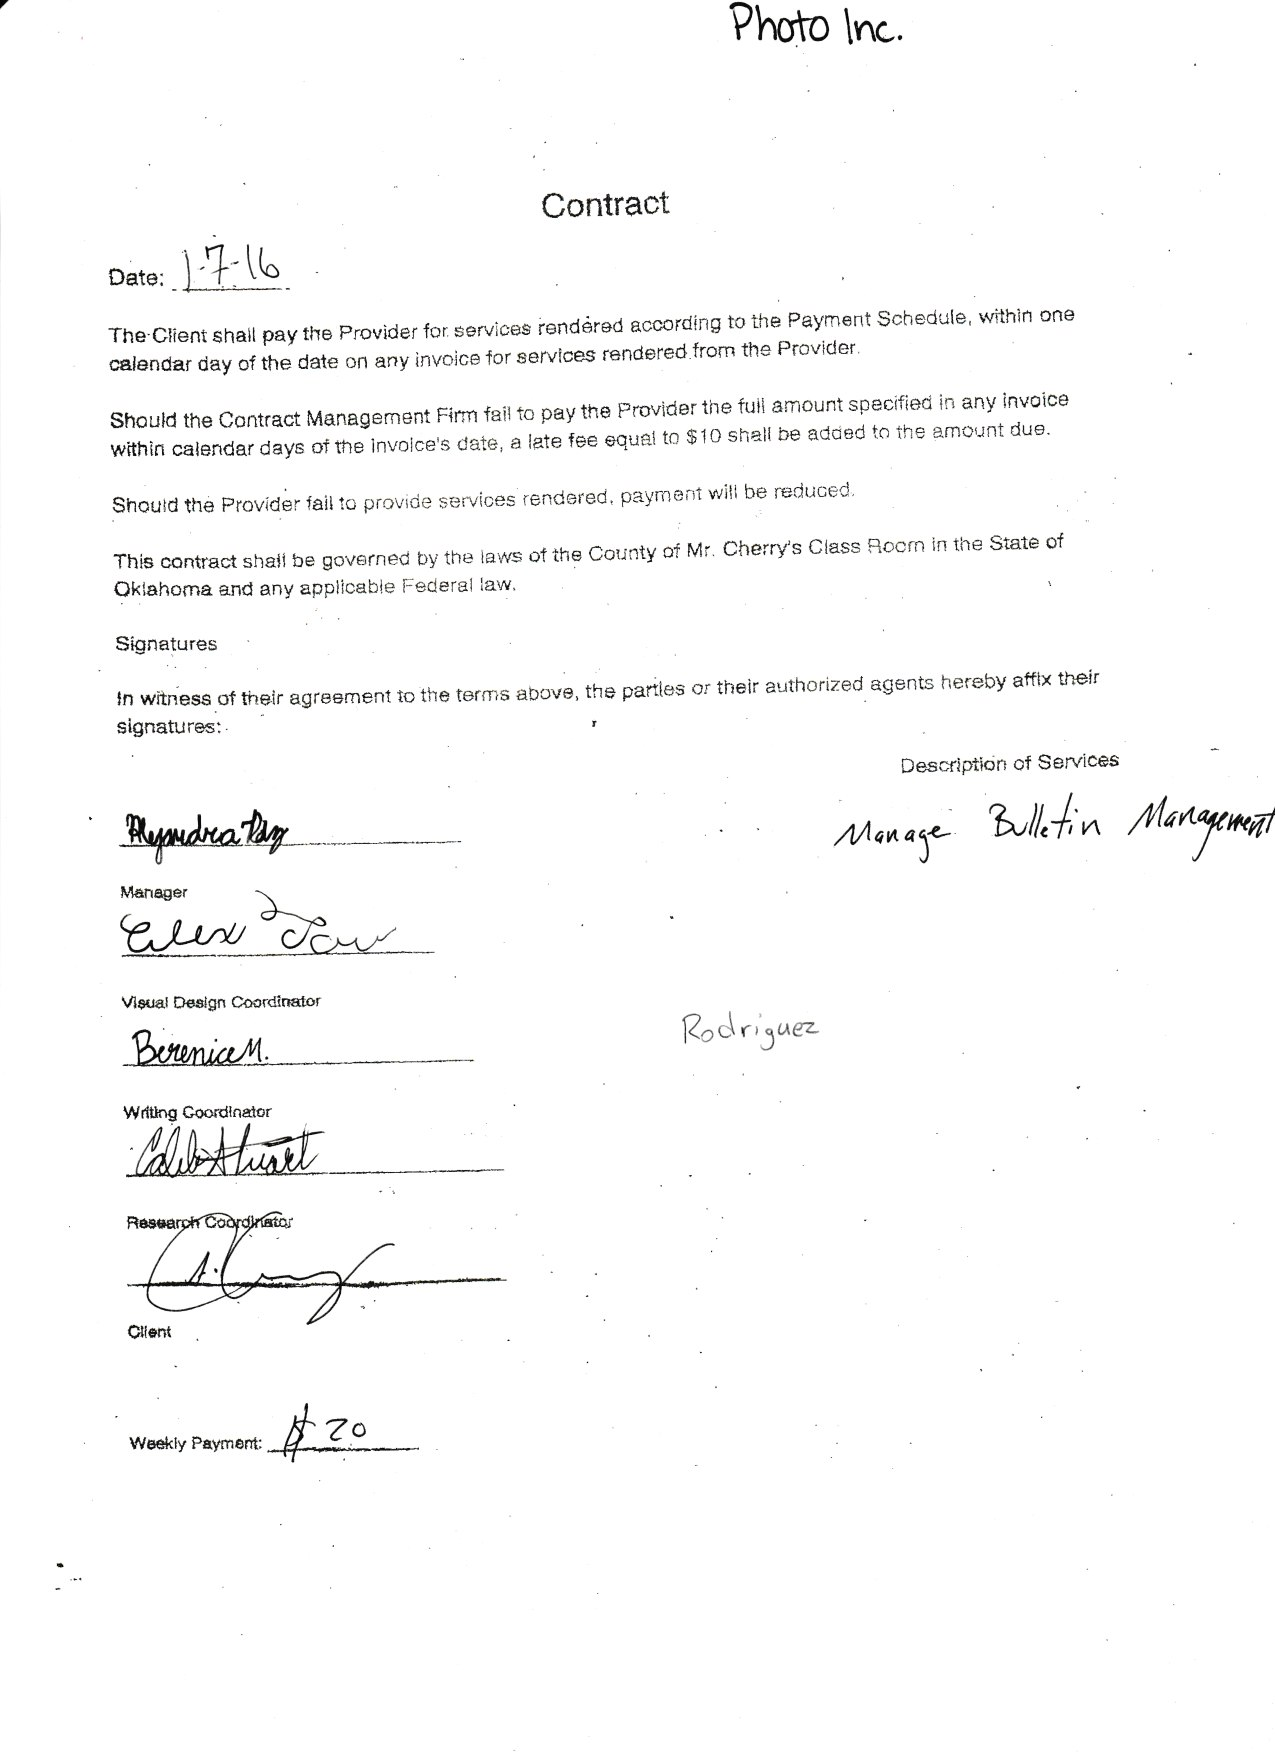 Photo Inc.
Contract
Date: 1-7-16
The Client shall pay the Provider for services rendered according to the Payment Schedule, within one
calendar day of the date on any invoice for services rendered from the Provider.
Should the Contract Management Firm fail to pay the Provider the full amount specified in any invoice
within calendar days of the invoice's date, a late fee equal to $10 shall be added to the amount due.
Should the Provider fail to provide services rendered, payment will be reduced.
This contract shall be governed by the laws of the County of Mr. Cherry's Class Room in the State of
Oklahoma and any applicable Federal law.
Signatures
In witness of their agreement to the terms above, the parties or their authorized agents hereby affix their
signatures:
Description of Services
Manage Bulletin Management
Manager
Alex
Visual Design Coordinator
Berenice M.
Rodriguez
Writing Coordinator
Caleb Stuart
Research Coordinator
Client
Weekly Payment: $20